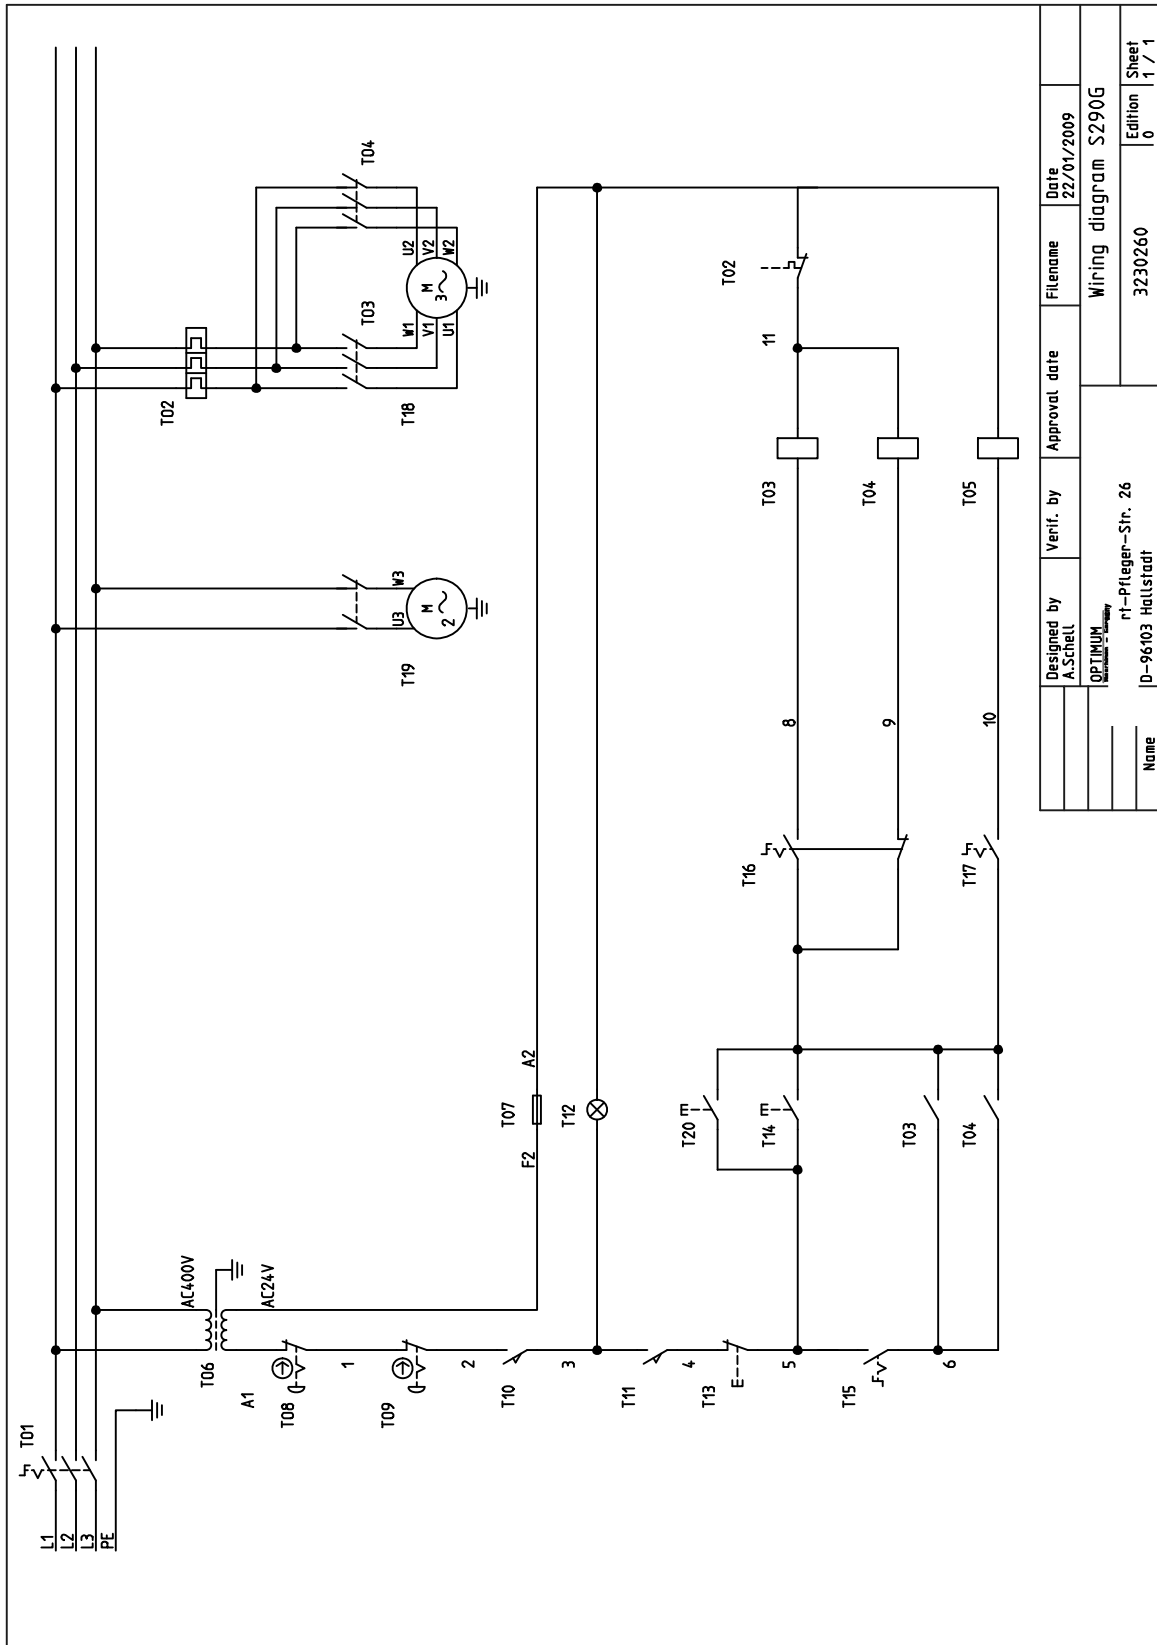 L1
L2
L3
PE
T01
T06
AC400V
AC24V
A1
T08
1
T09
2
T10
3
T11
4
T13
5
T15
6
F2
T07
A2
T12
T20
T14
T03
T04
T16
T17
8
9
10
T19
U3
W3
M
2
T02
T18
T03
T04
W1
V1
U1
M
3
U2
V2
W2
T03
T04
T05
11
T02
Designed by
A.Schell
Verif. by
Approval date
Filename
Date
22/01/2009
OPTIMUM
rt-Pfleger-Str. 26
D-96103 Hallstadt
Wiring diagram S290G
3230260
Edition
0
Sheet
1 / 1
Name